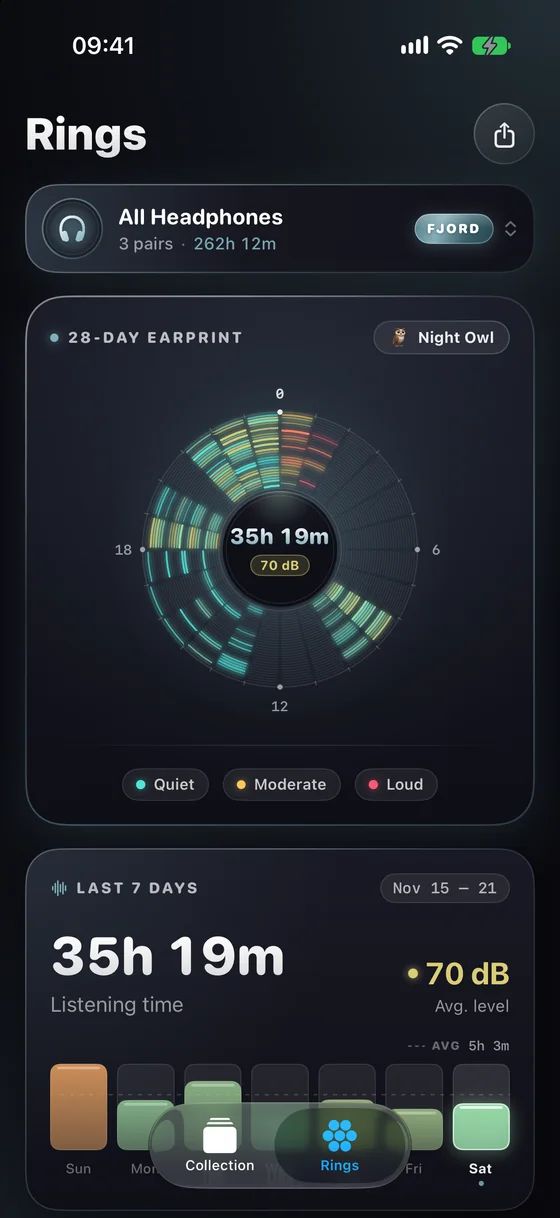 09:41
Rings
All Headphones
3 pairs · 262h 12m
FJORD
28-DAY EARPRINT
Night Owl
0
18
35h 19m
70 dB
6
12
Quiet
Moderate
Loud
LAST 7 DAYS
Nov 15 – 21
35h 19m
70 dB
Listening time
Avg. level
--- AVG 5h 3m
Sun
Mon
Fri
Sat
Collection
Rings